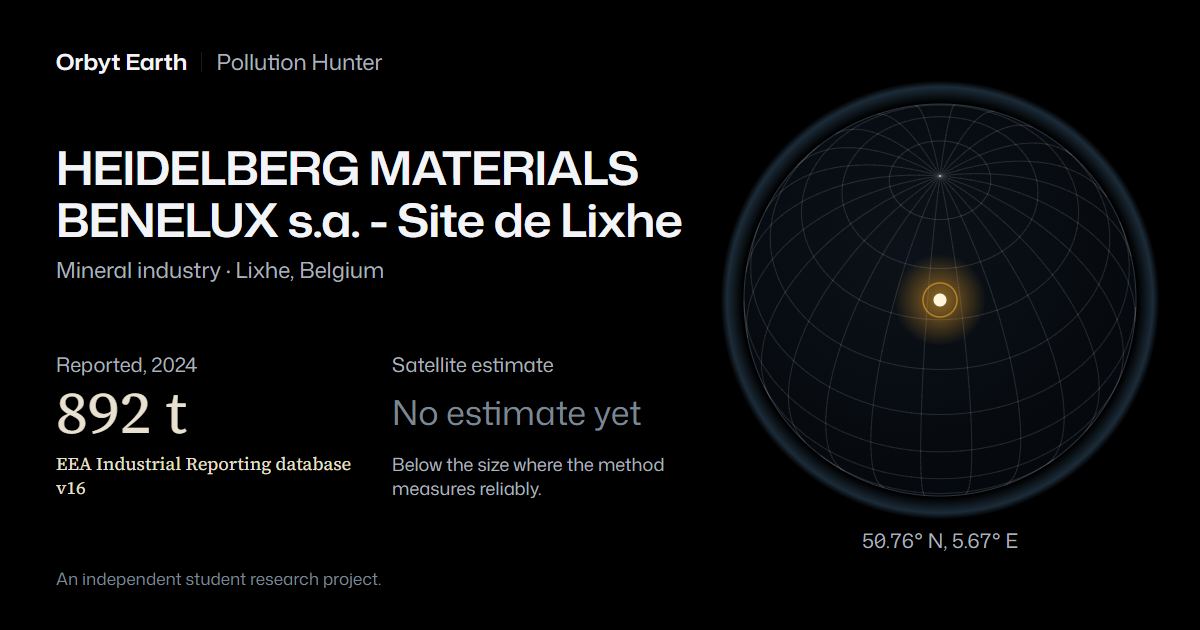 Orbyt Earth | Pollution Hunter
HEIDELBERG MATERIALS
BENELUX s.a. - Site de Lixhe
Mineral industry · Lixhe, Belgium
Reported, 2024
892 t
EEA Industrial Reporting database
v16
Satellite estimate
No estimate yet
Below the size where the method
measures reliably.
50.76° N, 5.67° E
An independent student research project.